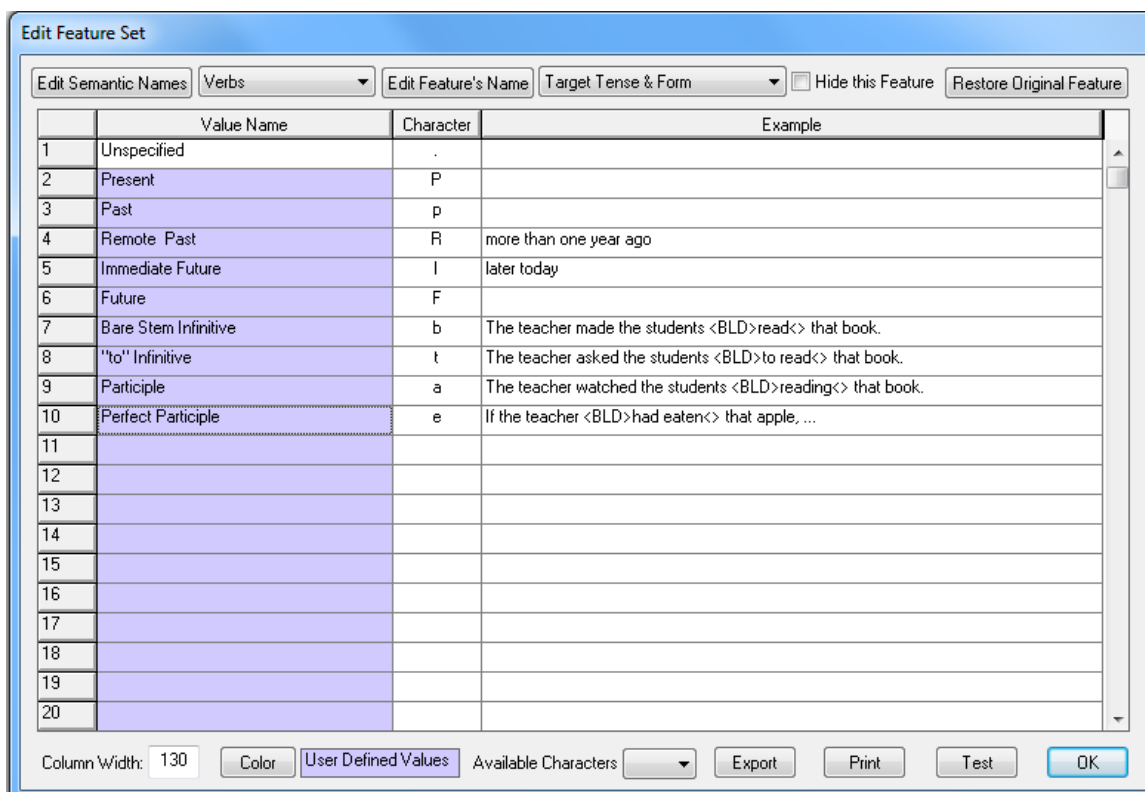 Edit Feature Set
Edit Semantic Names Verbs Edit Feature's Name Target Tense & Form Hide this Feature Restore Original Feature
Value Name Character Example
1 Unspecified .
2 Present P
3 Past p
4 Remote Past R more than one year ago
5 Immediate Future I later today
6 Future F
7 Bare Stem Infinitive b The teacher made the students <BLD>read<> that book.
8 "to" Infinitive t The teacher asked the students <BLD>to read<> that book.
9 Participle a The teacher watched the students <BLD>reading<> that book.
10 Perfect Participle e If the teacher <BLD>had eaten<> that apple, ...
11
12
13
14
15
16
17
18
19
20
Column Width: 130 Color User Defined Values Available Characters Export Print Test OK